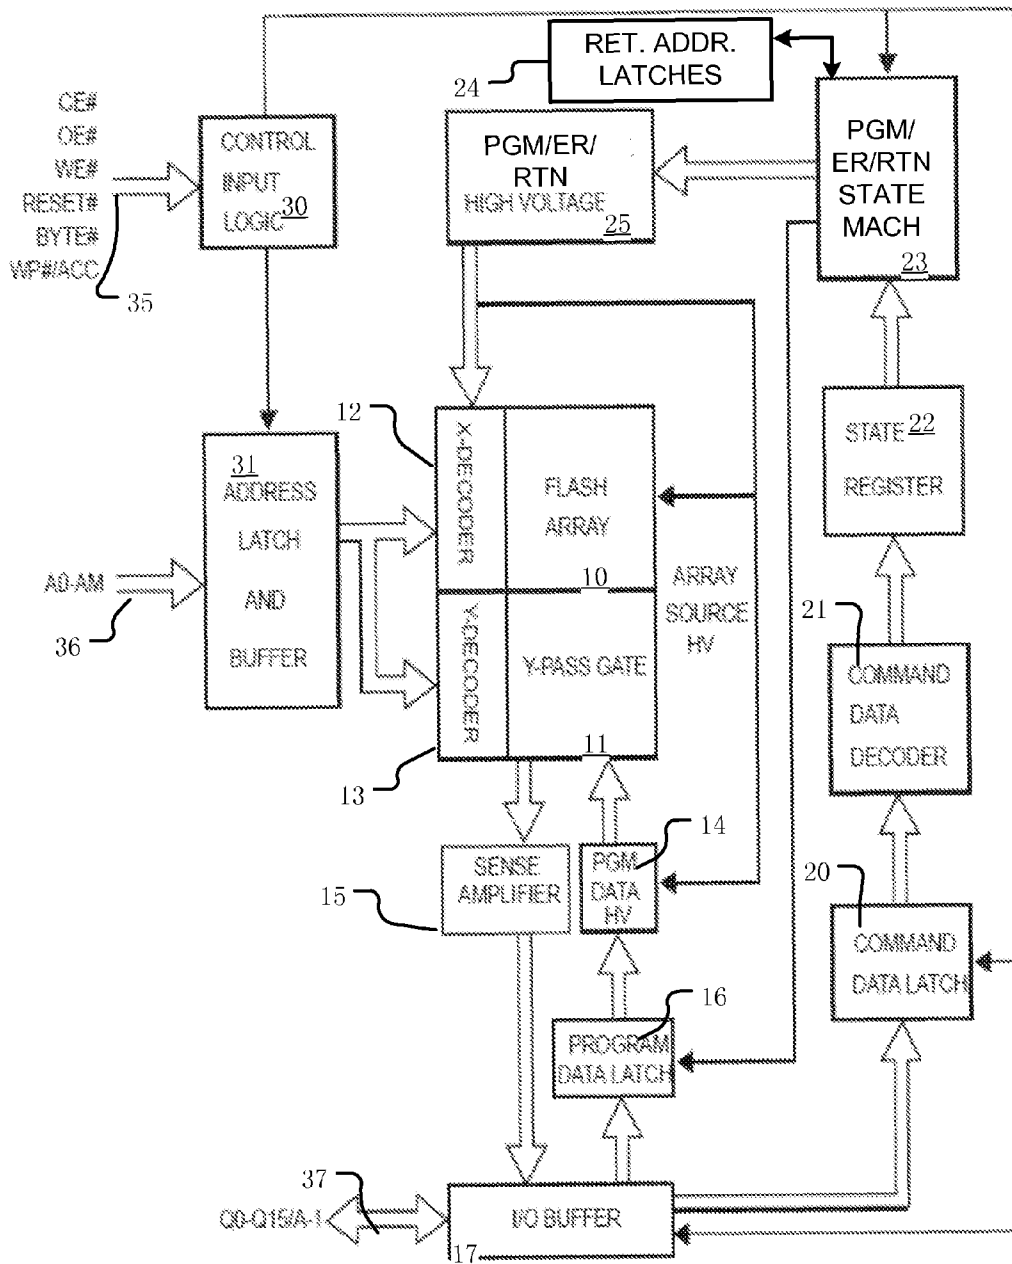 RET. ADDR.
LATCHES
24
CE#
OE#
WE#
RESET#
BYTE#
WP#/ACC
35
CONTROL
INPUT
LOGIC 30
PGM/ER/
RTN
HIGH VOLTAGE
25
PGM/
ER/RTN
STATE
MACH
23
12
X-DECODER
FLASH
ARRAY
10
STATE 22
REGISTER
31
ADDRESS
LATCH
AND
BUFFER
A0-AM
36
Y-DECODER
Y-PASS GATE
11
13
ARRAY
SOURCE
HV
21
COMMAND
DATA
DECODER
SENSE
AMPLIFIER
15
14
PGM
DATA
HV
20
COMMAND
DATA LATCH
16
PROGRAM
DATA LATCH
37
Q0-Q15/A-1
I/O BUFFER
17